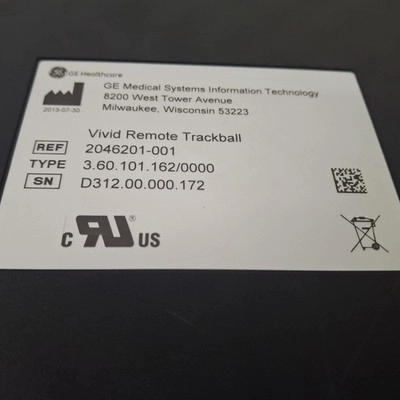 GE Healthcare
GE Medical Systems Information Technology
8200 West Tower Avenue
Milwaukee, Wisconsin 53223
2013-07-30
Vivid Remote Trackball
REF 2046201-001
TYPE 3.60.101.162/0000
SN D312.00.000.172
c RU® US